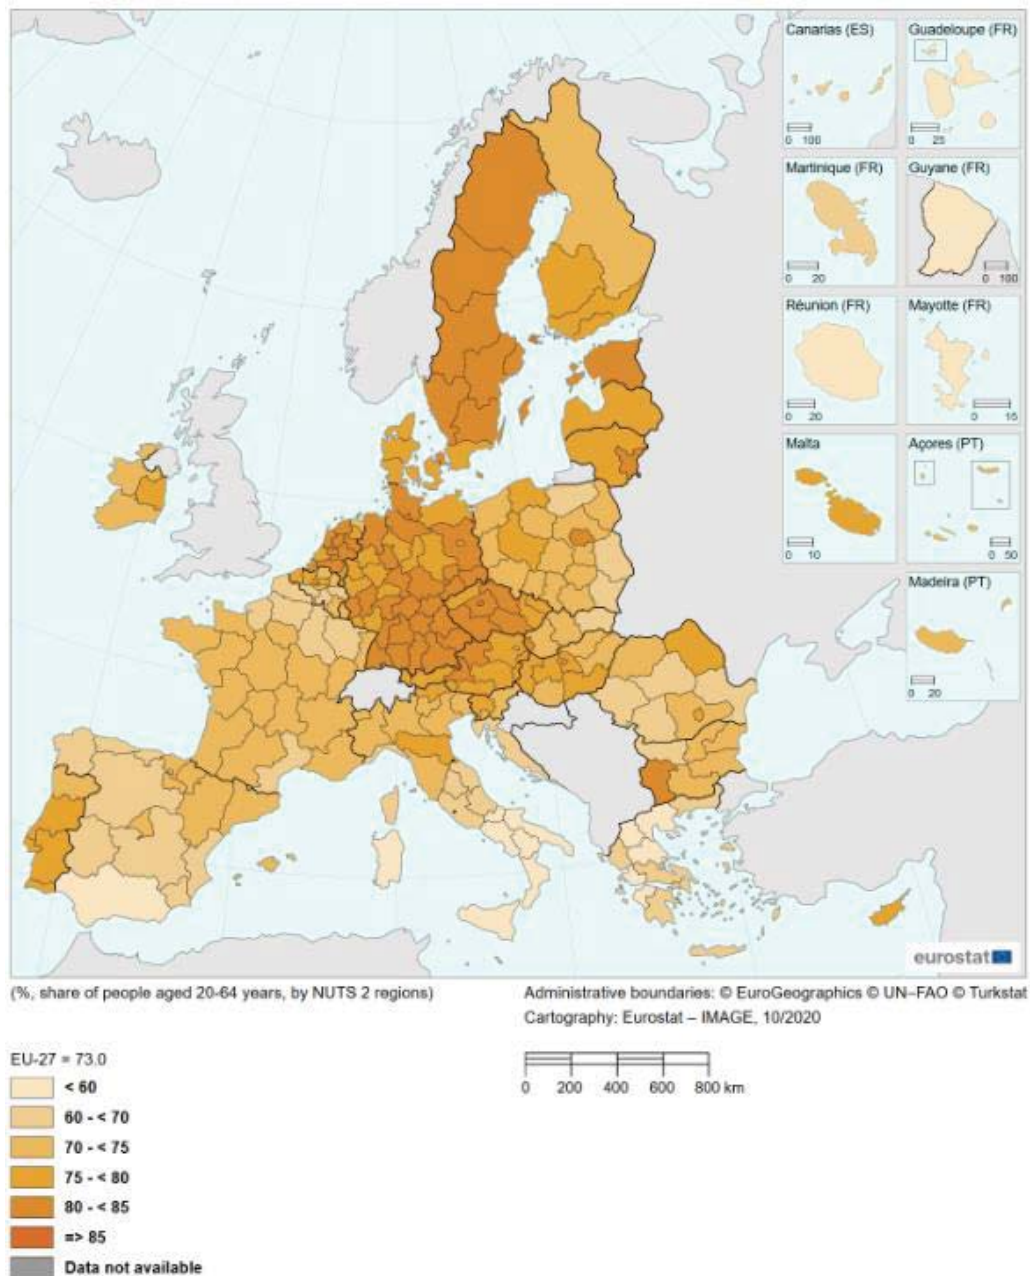 Canarias (ES)
0 100
Guadeloupe (FR)
0 25
Martinique (FR)
0 20
Guyane (FR)
0 100
Réunion (FR)
0 20
Mayotte (FR)
0 15
Malta
0 10
Açores (PT)
0 50
Madeira (PT)
0 20
eurostat
(%, share of people aged 20-64 years, by NUTS 2 regions)
Administrative boundaries: © EuroGeographics © UN–FAO © Turkstat
Cartography: Eurostat – IMAGE, 10/2020
EU-27 = 73.0
< 60
60 - < 70
70 - < 75
75 - < 80
80 - < 85
=> 85
Data not available
0 200 400 600 800 km